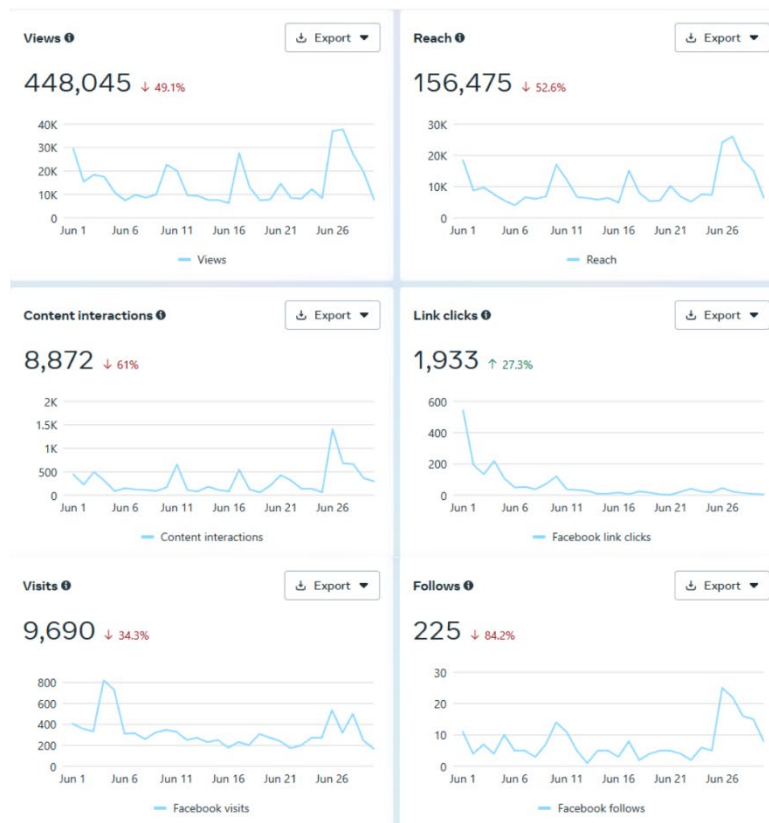 Views Export
448,045 ↓ 49.1%
40K
30K
20K
10K
0
Jun 1 Jun 6 Jun 11 Jun 16 Jun 21 Jun 26
Views
Reach Export
156,475 ↓ 52.6%
30K
20K
10K
0
Jun 1 Jun 6 Jun 11 Jun 16 Jun 21 Jun 26
Reach
Content interactions Export
8,872 ↓ 61%
2K
1.5K
1K
500
0
Jun 1 Jun 6 Jun 11 Jun 16 Jun 21 Jun 26
Content interactions
Link clicks Export
1,933 ↑ 27.3%
600
400
200
0
Jun 1 Jun 6 Jun 11 Jun 16 Jun 21 Jun 26
Facebook link clicks
Visits Export
9,690 ↓ 34.3%
800
600
400
200
0
Jun 1 Jun 6 Jun 11 Jun 16 Jun 21 Jun 26
Facebook visits
Follows Export
225 ↓ 84.2%
30
20
10
0
Jun 1 Jun 6 Jun 11 Jun 16 Jun 21 Jun 26
Facebook follows